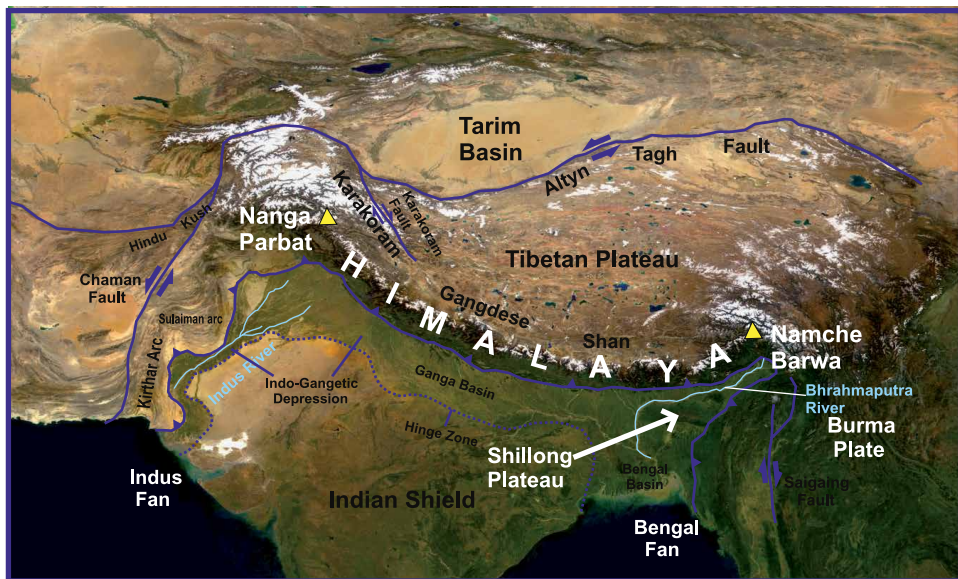 Tarim
Basin
Altyn
Tagh
Fault
Karakoram
Karakoram
Fault
Nanga
Parbat
Hindu
Kush
Chaman
Fault
Tibetan Plateau
HIMALAYA
Gangdese
Shan
Namche
Barwa
Sulaiman arc
Kirthar Arc
Indus River
Indo-Gangetic
Depression
Ganga Basin
Hinge Zone
Bhrahmaputra
River
Burma
Plate
Shillong
Plateau
Bengal
Basin
Saigaing
Fault
Indus
Fan
Indian Shield
Bengal
Fan